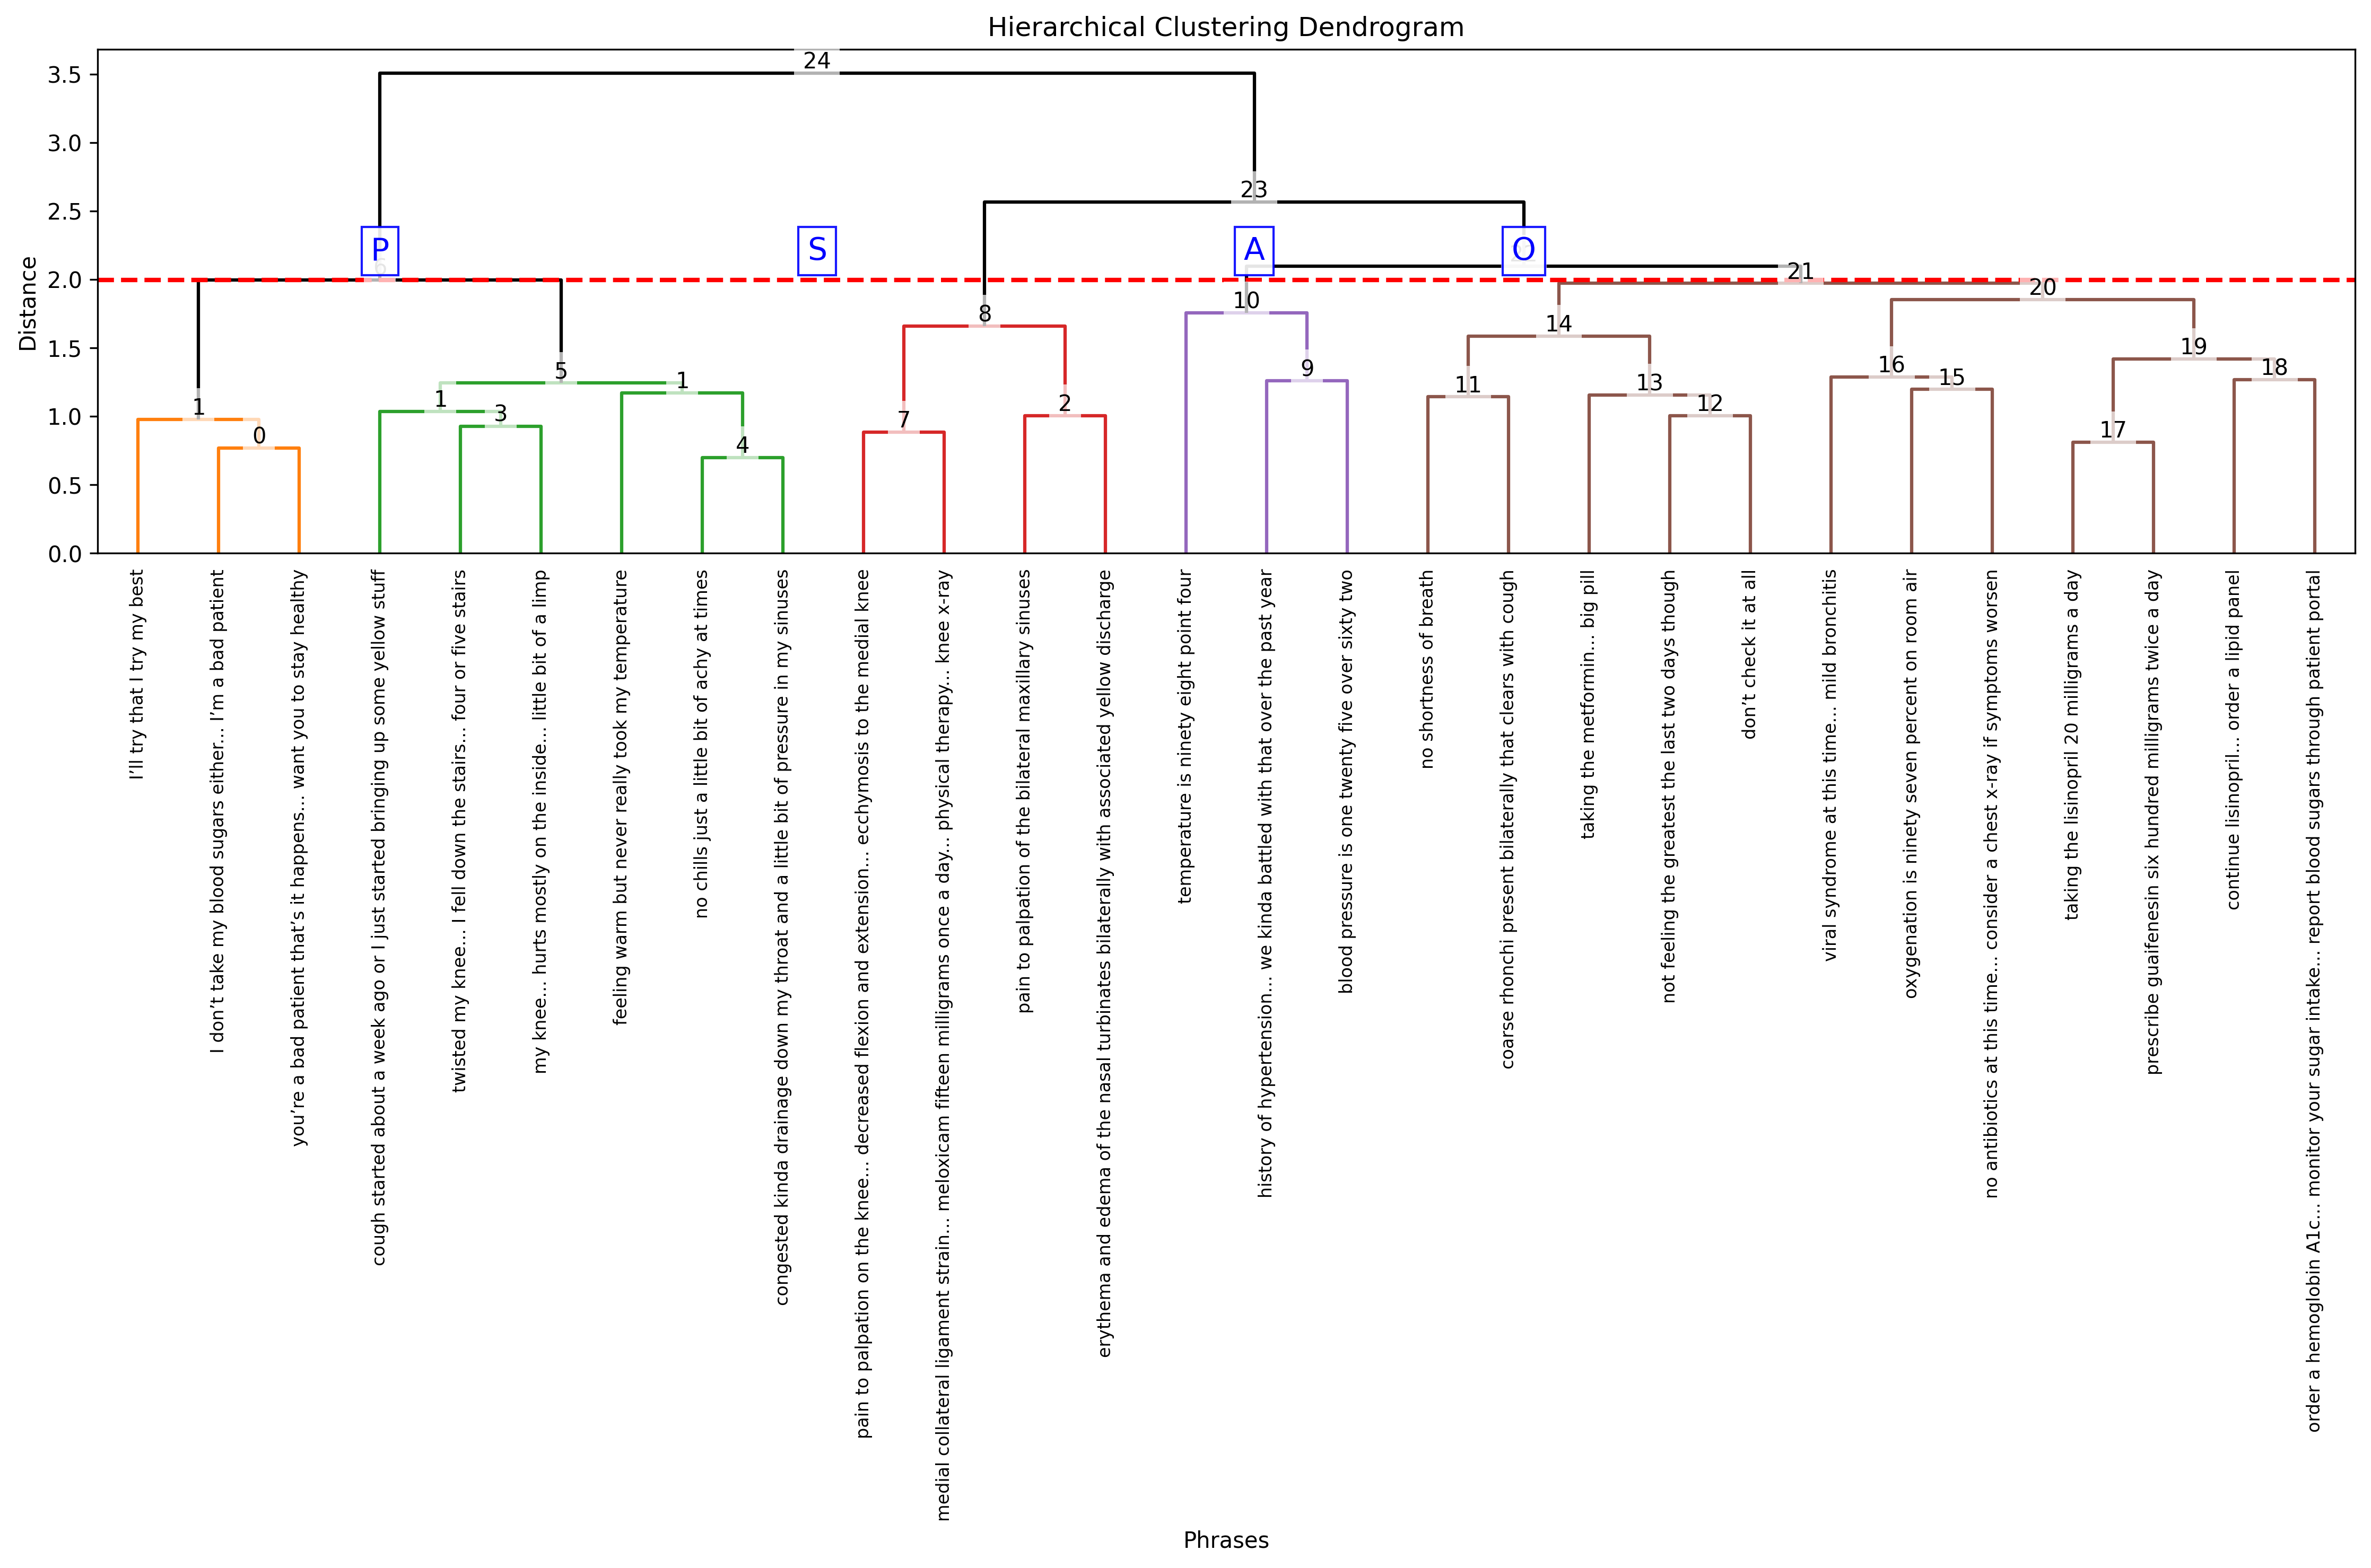 Hierarchical Clustering Dendrogram
24
3.5
3.0
23
2.5
P
S
A
O
2.0
21
20
10
8
14
1.5
19
16
18
15
5
1
9
11
13
12
1
3
2
1
1.0
7
17
0
4
0.5
0.0
Distance
I’ll try that I try my best
I don’t take my blood sugars either... I’m a bad patient
you’re a bad patient that’s it happens... want you to stay healthy
cough started about a week ago or I just started bringing up some yellow stuff
twisted my knee... I fell down the stairs... four or five stairs
my knee... hurts mostly on the inside... little bit of a limp
feeling warm but never really took my temperature
no chills just a little bit of achy at times
congested kinda drainage down my throat and a little bit of pressure in my sinuses
pain to palpation on the knee... decreased flexion and extension... ecchymosis to the medial knee
medial collateral ligament strain... meloxicam fifteen milligrams once a day... physical therapy... knee x-ray
pain to palpation of the bilateral maxillary sinuses
erythema and edema of the nasal turbinates bilaterally with associated yellow discharge
temperature is ninety eight point four
history of hypertension... we kinda battled with that over the past year
blood pressure is one twenty five over sixty two
no shortness of breath
coarse rhonchi present bilaterally that clears with cough
taking the metformin... big pill
not feeling the greatest the last two days though
don’t check it at all
viral syndrome at this time... mild bronchitis
oxygenation is ninety seven percent on room air
no antibiotics at this time... consider a chest x-ray if symptoms worsen
taking the lisinopril 20 milligrams a day
prescribe guaifenesin six hundred milligrams twice a day
continue lisinopril... order a lipid panel
order a hemoglobin A1c... monitor your sugar intake... report blood sugars through patient portal
Phrases